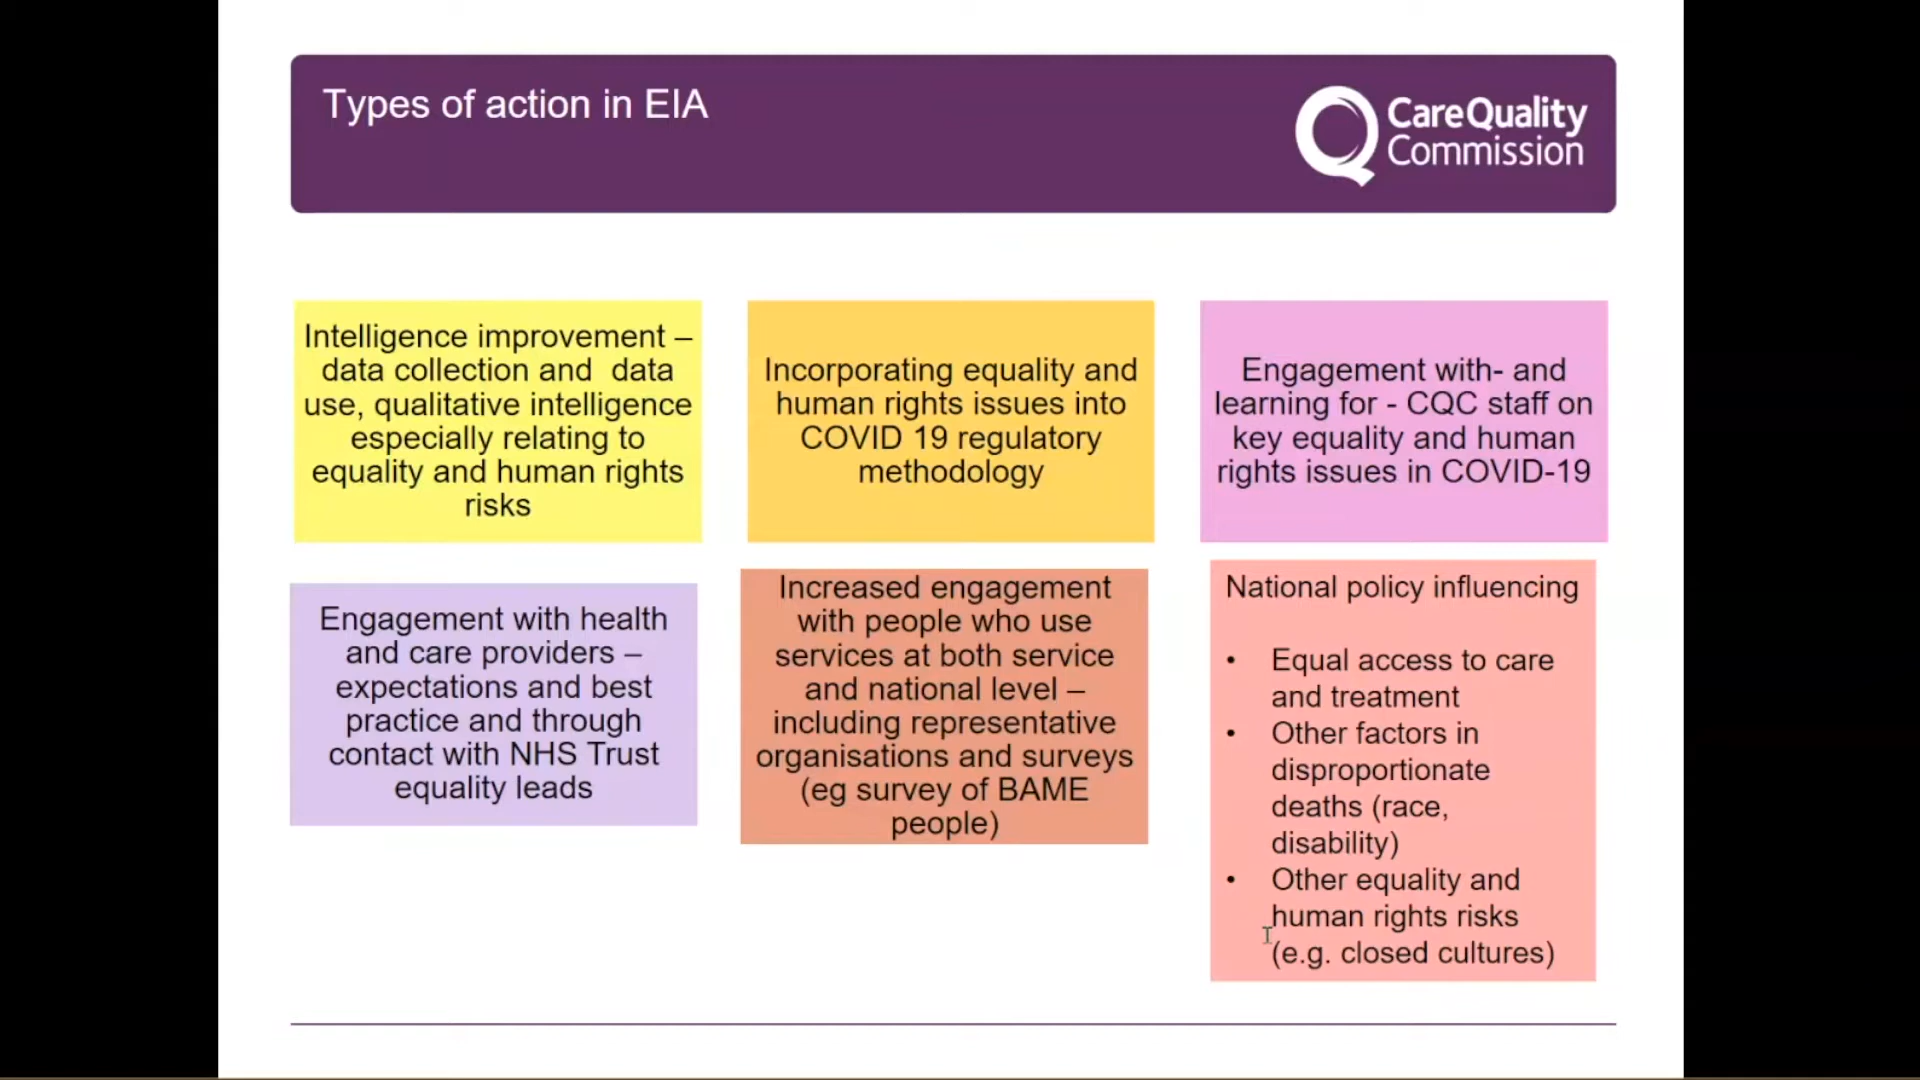 Types of action in EIA
CareQuality
Commission
Intelligence improvement –
data collection and  data
use, qualitative intelligence
especially relating to
equality and human rights
risks
Incorporating equality and
human rights issues into
COVID 19 regulatory
methodology
Engagement with- and
learning for - CQC staff on
key equality and human
rights issues in COVID-19
Engagement with health
and care providers –
expectations and best
practice and through
contact with NHS Trust
equality leads
Increased engagement
with people who use
services at both service
and national level –
including representative
organisations and surveys
(eg survey of BAME
people)
National policy influencing
• Equal access to care
and treatment
• Other factors in
disproportionate
deaths (race,
disability)
• Other equality and
human rights risks
(e.g. closed cultures)